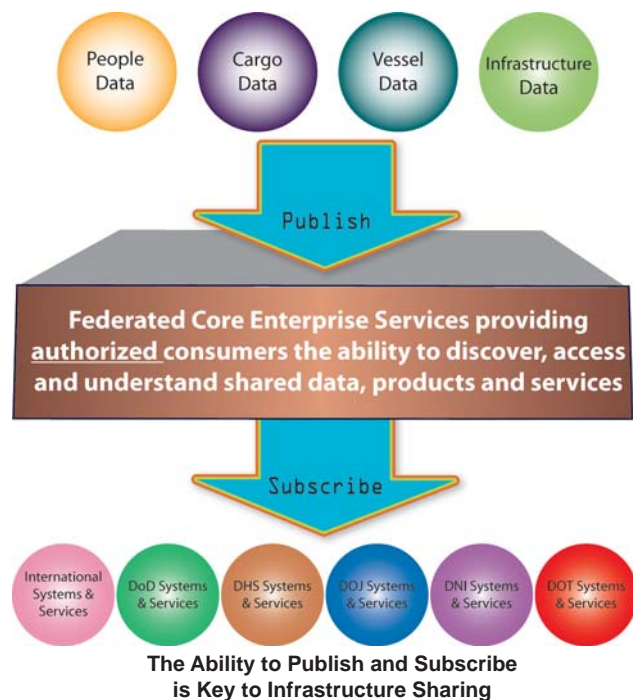 People
Data
Cargo
Data
Vessel
Data
Infrastructure
Data
Publish
Federated Core Enterprise Services providing
authorized consumers the ability to discover, access
and understand shared data, products and services
Subscribe
International
Systems &
Services
DoD Systems
& Services
DHS Systems
& Services
DOJ Systems
& Services
DNI Systems
& Services
DOT Systems
& Services
The Ability to Publish and Subscribe
is Key to Infrastructure Sharing